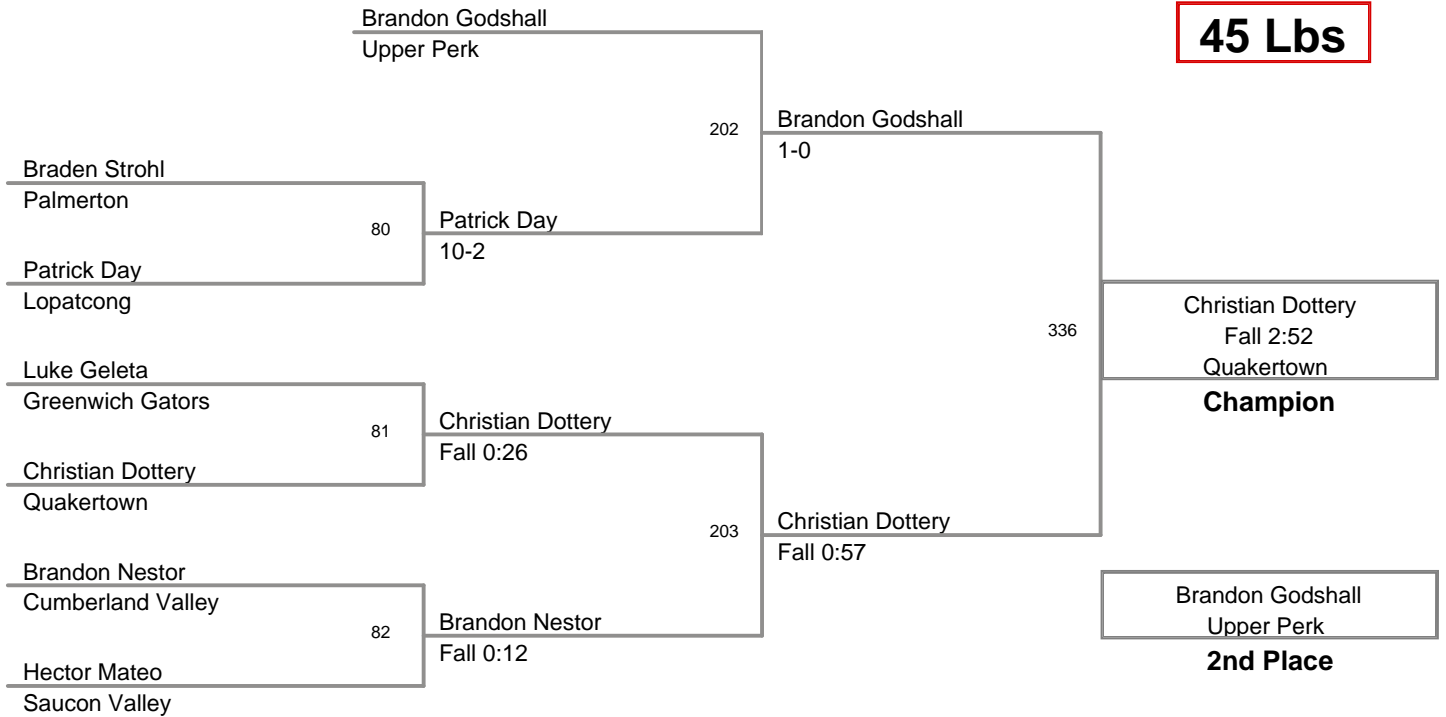 Brandon Godshall
Upper Perk
45 Lbs
202
Brandon Godshall
1-0
Braden Strohl
Palmerton
80
Patrick Day
10-2
Patrick Day
Lopatcong
336
Christian Dottery
Fall 2:52
Quakertown
Champion
Luke Geleta
Greenwich Gators
81
Christian Dottery
Fall 0:26
Christian Dottery
Quakertown
203
Christian Dottery
Fall 0:57
Brandon Nestor
Cumberland Valley
82
Brandon Nestor
Fall 0:12
Hector Mateo
Saucon Valley
Brandon Godshall
Upper Perk
2nd Place